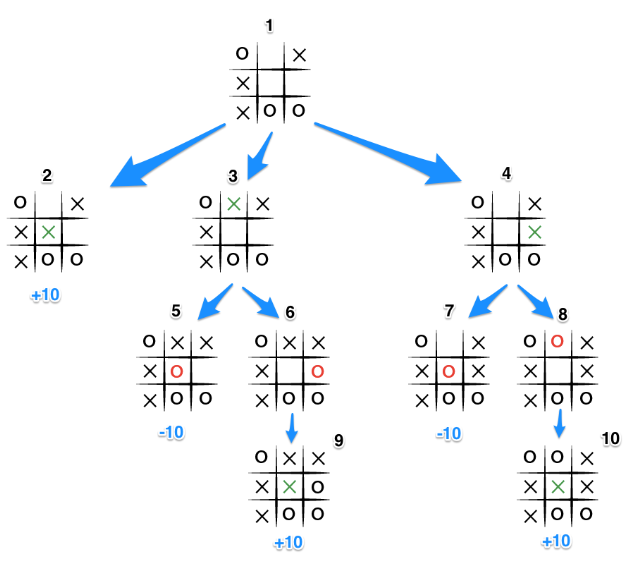 1
O X
X
X O O
2 3 4
O X O X X O X
X X X X X
X O O X O O X O O
+10
5 6 7 8
O X X O X X O X O O X
X O X O X O X X X
X O O X O O X O O X O O
-10 -10
9 10
O X X O O X
X X O X X X
X O O X O O
+10 +10